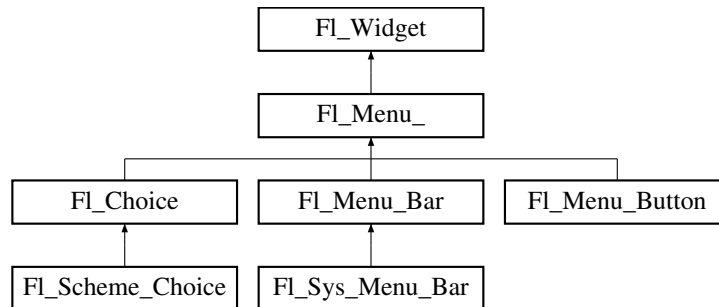 Fl_Widget
Fl_Menu_
Fl_Choice
Fl_Menu_Bar
Fl_Menu_Button
Fl_Scheme_Choice
Fl_Sys_Menu_Bar